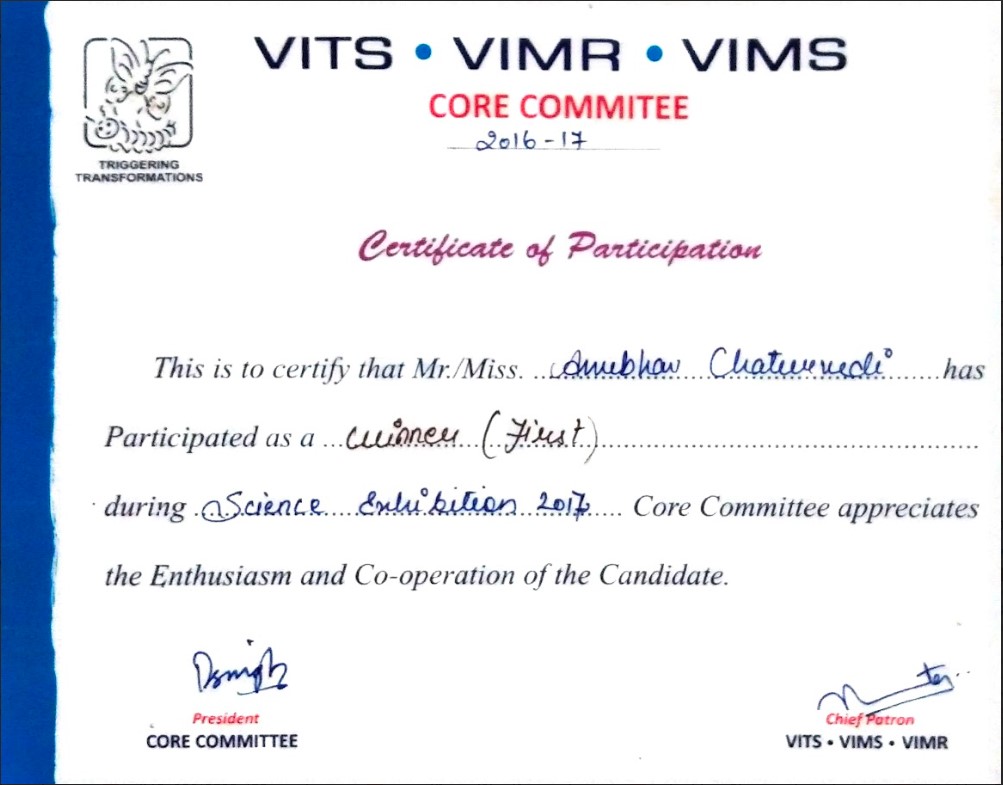 VITS • VIMR • VIMS
CORE COMMITEE
2016-17
TRIGGERING
TRANSFORMATIONS
Certificate of Participation
This is to certify that Mr./Miss. Anubhav Chaturvedi has
Participated as a winner (First)
during Science Exhibition 2017 Core Committee appreciates
the Enthusiasm and Co-operation of the Candidate.
President
CORE COMMITTEE
Chief Patron
VITS • VIMS • VIMR